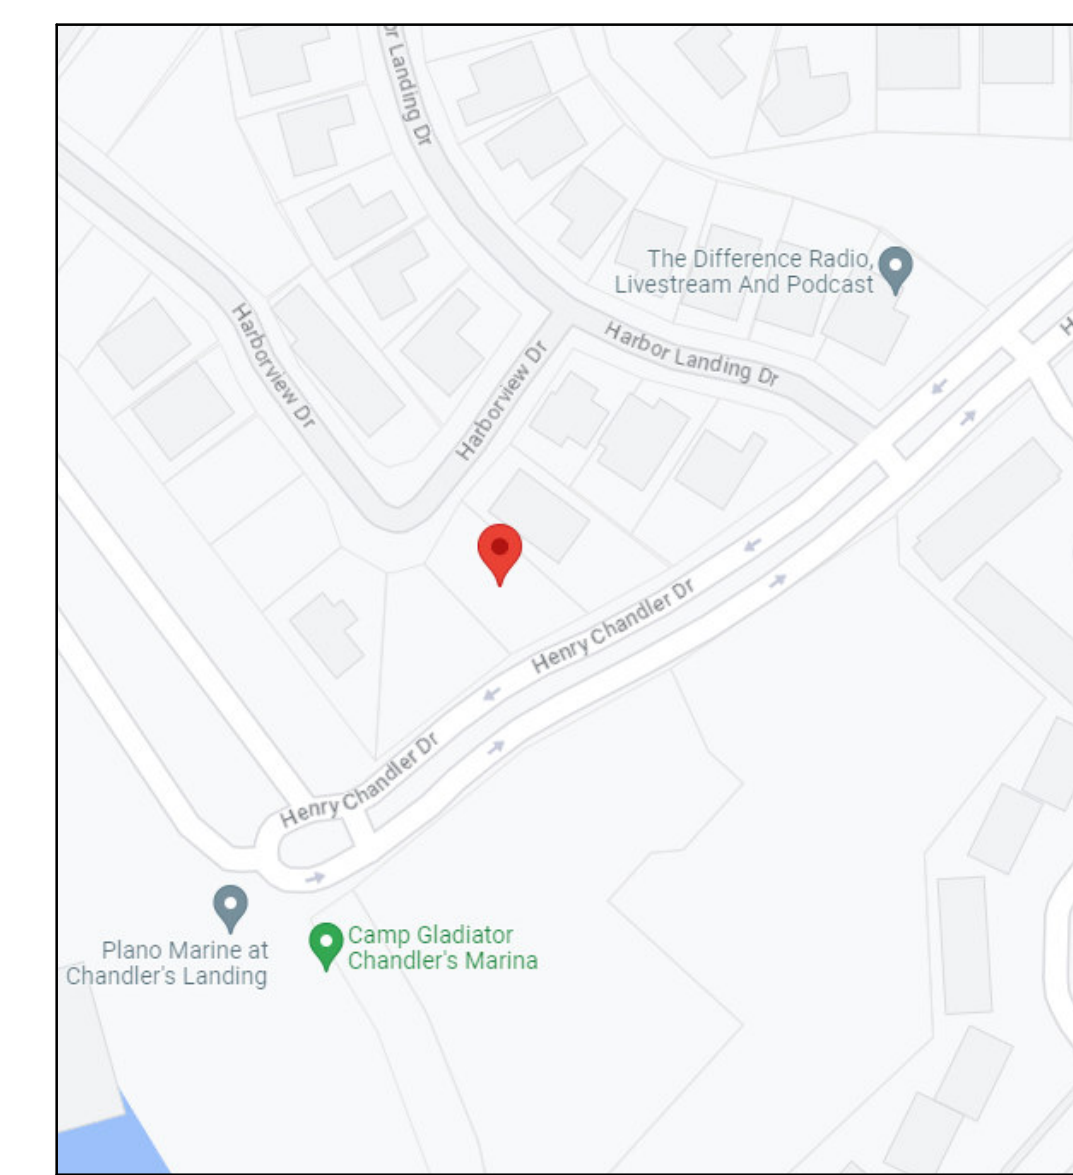 or Landing Dr
The Difference Radio,
Livestream And Podcast
Harborview Dr
Harbor Landing Dr
Harborview Dr
H
Henry Chandler Dr
Henry Chandler Dr
Plano Marine at
Chandler's Landing
Camp Gladiator
Chandler's Marina